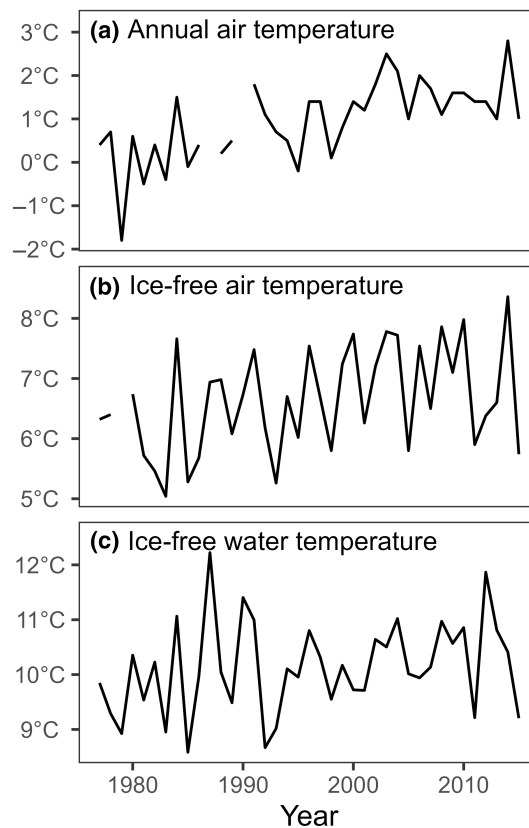 (a) Annual air temperature
3°C
2°C
1°C
0°C
–1°C
–2°C
(b) Ice-free air temperature
8°C
7°C
6°C
5°C
(c) Ice-free water temperature
12°C
11°C
10°C
9°C
1980 1990 2000 2010
Year